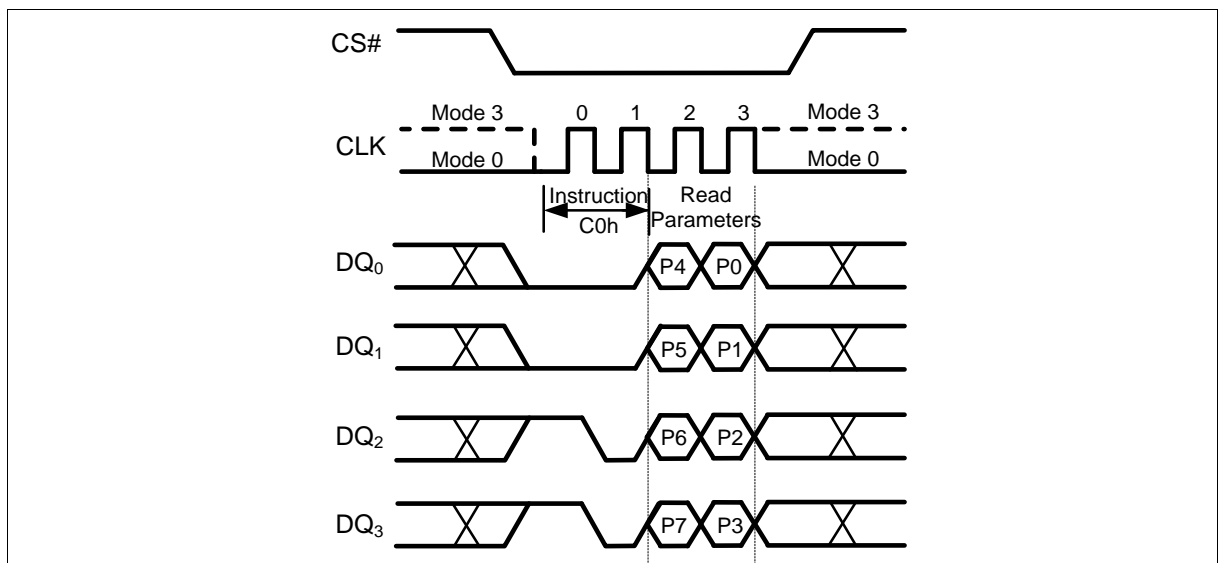 CS#
Mode 3 0 1 2 3 Mode 3
CLK
Mode 0 Mode 0
Instruction Read
C0h Parameters
DQ0 P4 P0
DQ1 P5 P1
DQ2 P6 P2
DQ3 P7 P3